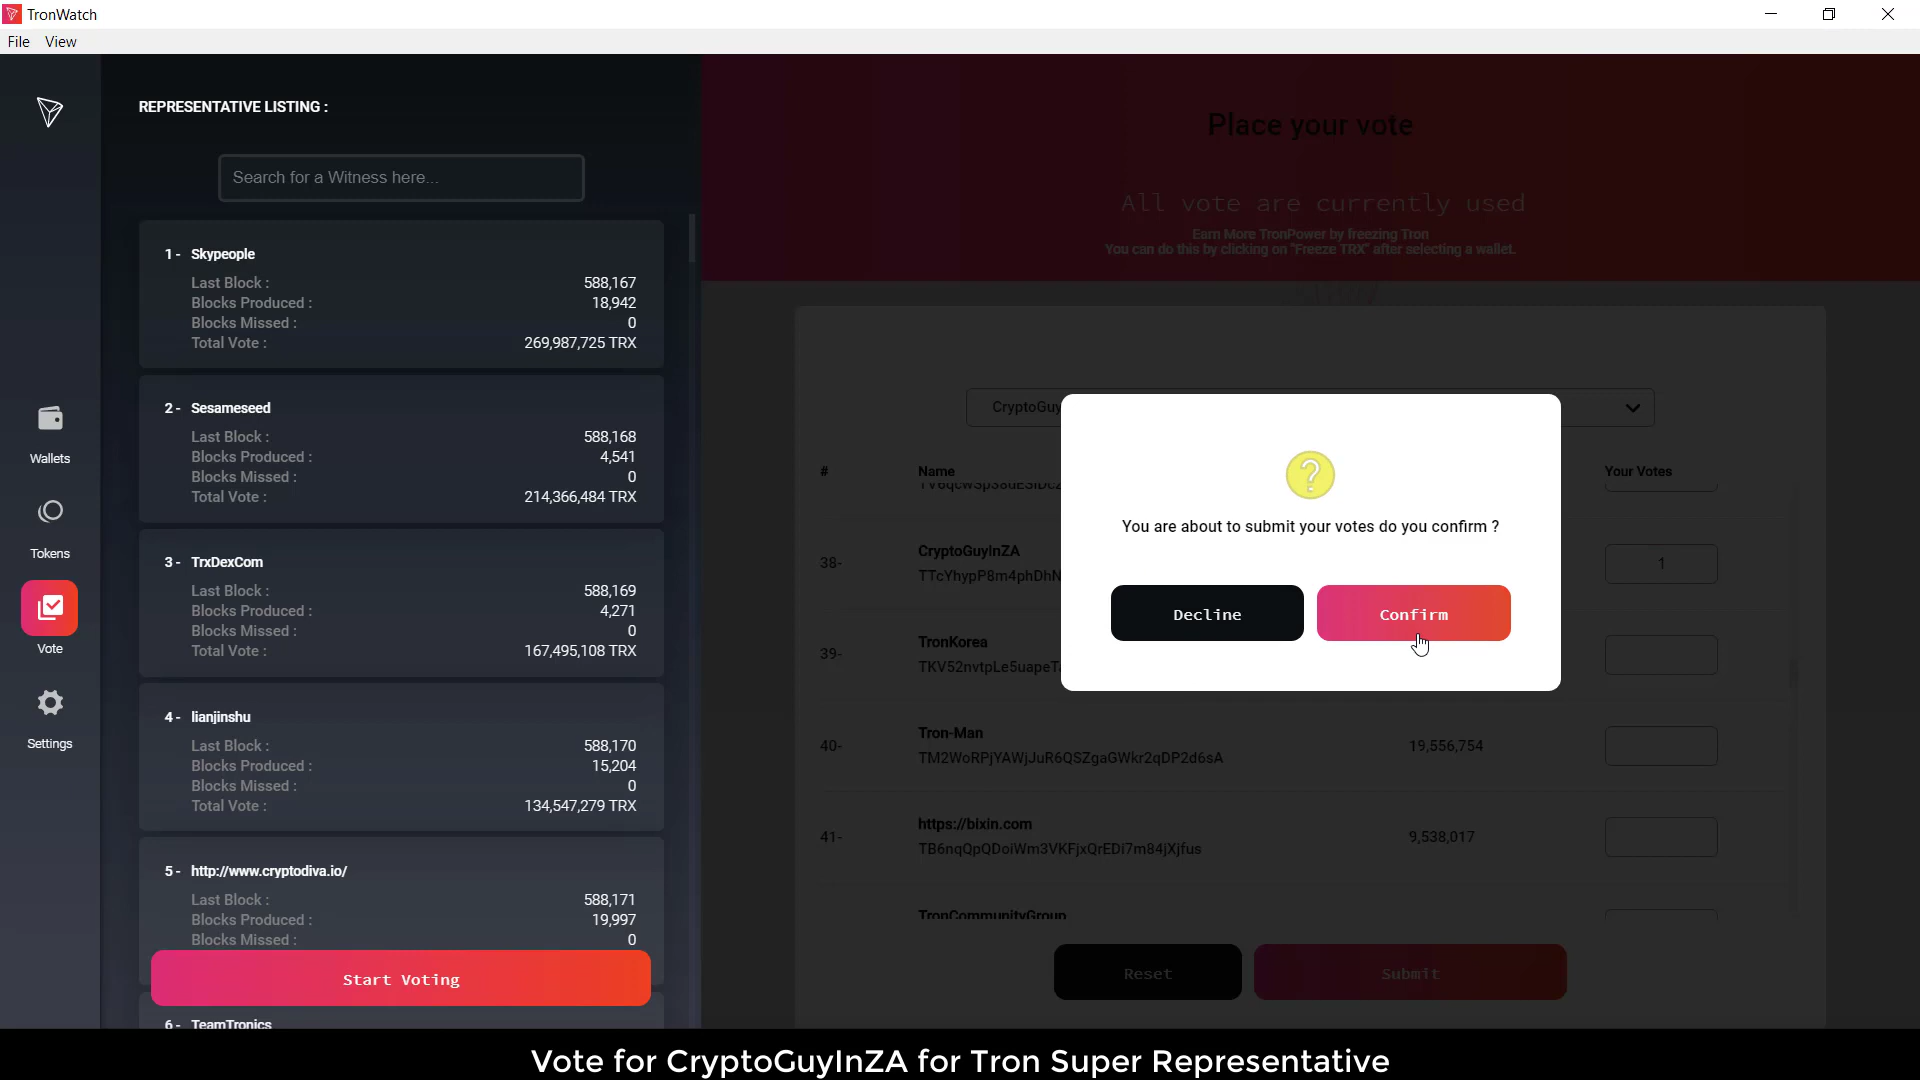 TronWatch
File View
REPRESENTATIVE LISTING :
Search for a Witness here...
1 - Skypeople
Last Block : 588,167
Blocks Produced : 18,942
Blocks Missed : 0
Total Vote : 269,987,725 TRX
2 - Sesameseed
Last Block : 588,168
Blocks Produced : 4,541
Blocks Missed : 0
Total Vote : 214,366,484 TRX
3 - TrxDexCom
Last Block : 588,169
Blocks Produced : 4,271
Blocks Missed : 0
Total Vote : 167,495,108 TRX
4 - lianjinshu
Last Block : 588,170
Blocks Produced : 15,204
Blocks Missed : 0
Total Vote : 134,547,279 TRX
5 - http://www.cryptodiva.io/
Last Block : 588,171
Blocks Produced : 19,997
Blocks Missed : 0
Start Voting
6 - TeamTronics
Wallets
Tokens
Vote
Settings
Place your vote
All vote are currently used
Earn More TronPower by freezing Tron
You can do this by clicking on "Freeze TRX" after selecting a wallet.
CryptoGuy
# Name Your Votes
38- CryptoGuyInZA 1
TTcYhypP8m4phDhN
39- TronKorea
TKV52nvtpLe5uapeT
40- Tron-Man 19,556,754
TM2WoRPjYAWjJuR6QSZgaGWkr2qDP2d6sA
41- https://bixin.com 9,538,017
TB6nqQpQDoiWm3VKFjxQrEDi7m84jXjfus
TronCommunityGroup
Reset Submit
You are about to submit your votes do you confirm ?
Decline Confirm
Vote for CryptoGuyInZA for Tron Super Representative